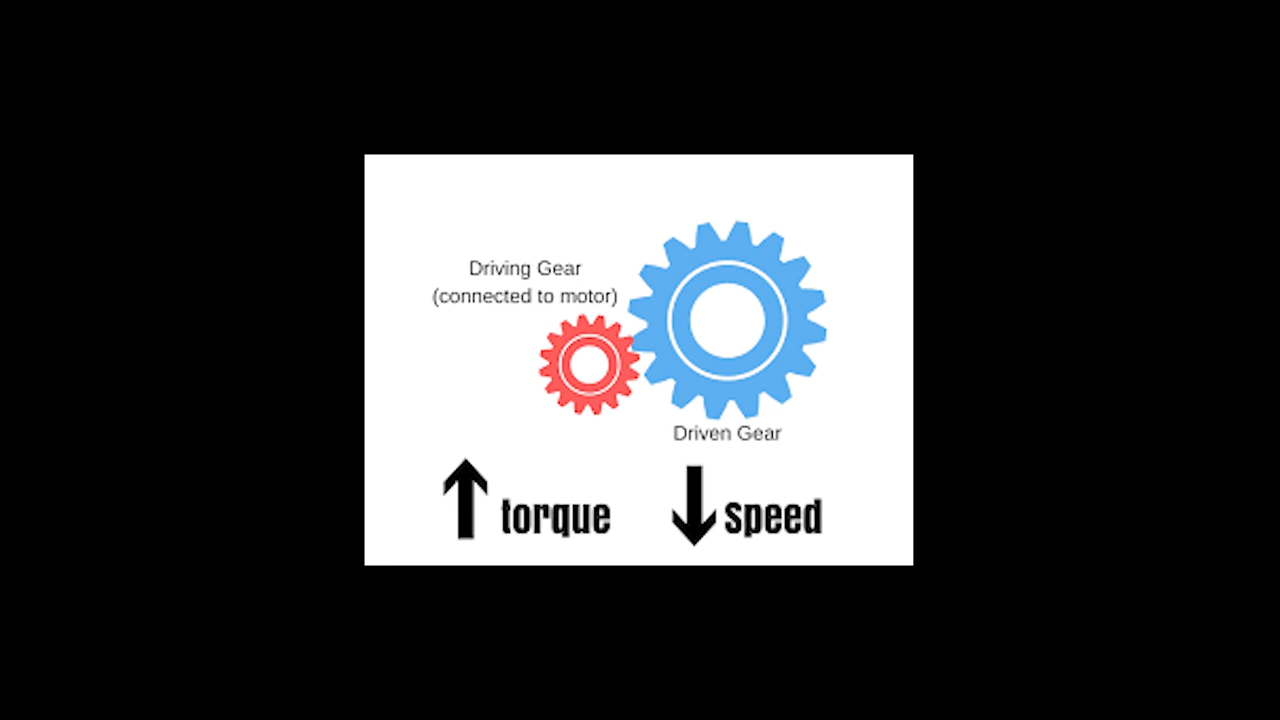 Driving Gear
(connected to motor)
Driven Gear
torque
speed